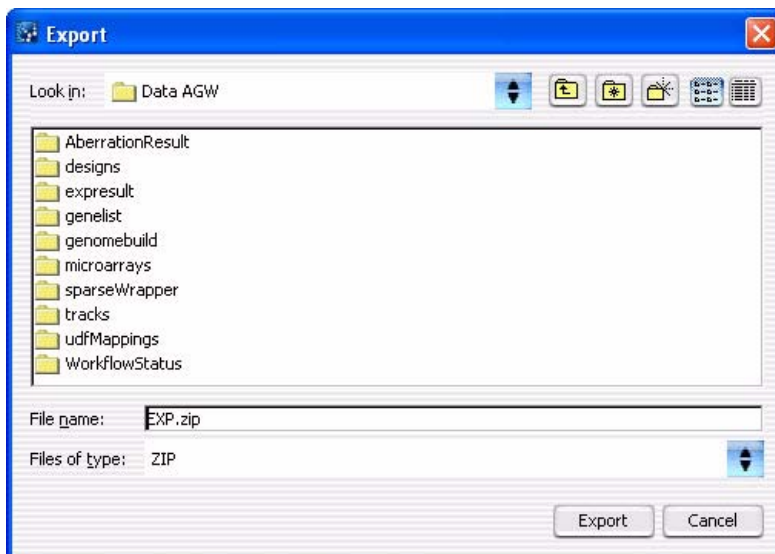 Export
Look in: Data AGW
AberrationResult
designs
expresult
genelist
genomebuild
microarrays
sparseWrapper
tracks
udfMappings
WorkflowStatus
File name: EXP.zip
Files of type: ZIP
Export Cancel